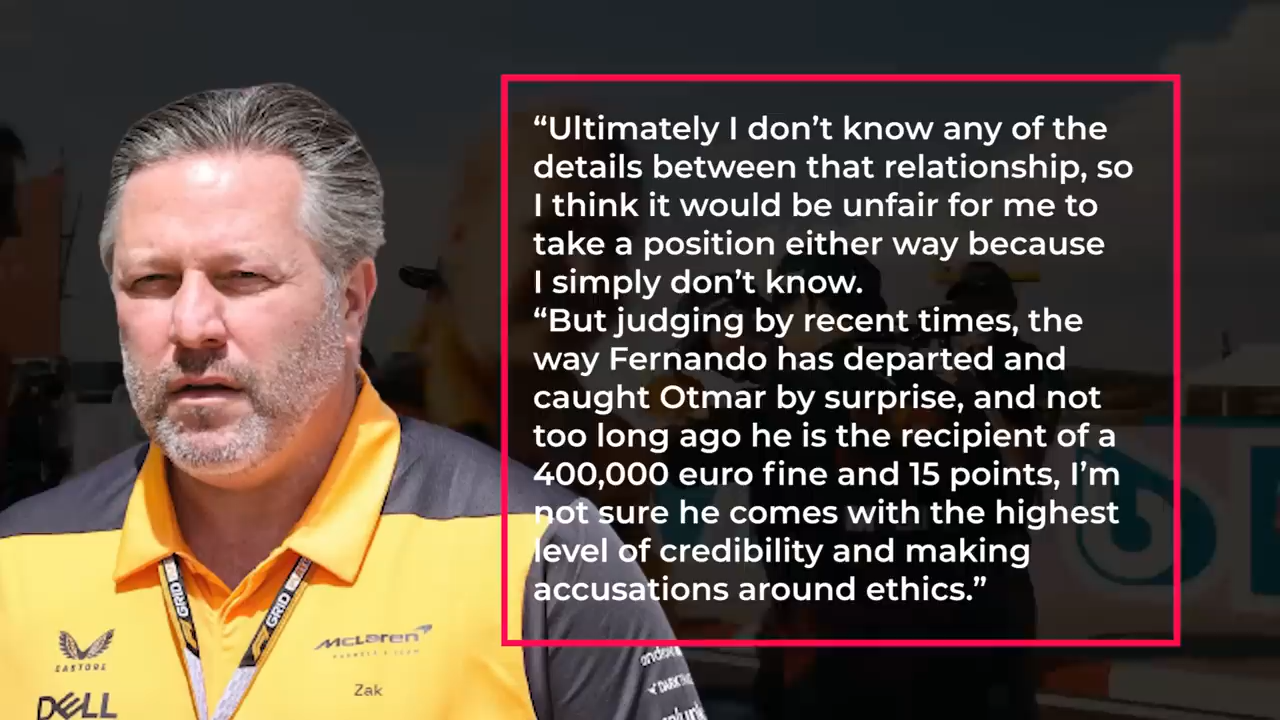 “Ultimately I don’t know any of the
details between that relationship, so
I think it would be unfair for me to
take a position either way because
I simply don’t know.
“But judging by recent times, the
way Fernando has departed and
caught Otmar by surprise, and not
too long ago he is the recipient of a
400,000 euro fine and 15 points, I’m
not sure he comes with the highest
level of credibility and making
accusations around ethics.”
GRID
GRID
CASTORE
McLaren
Zak
DELL